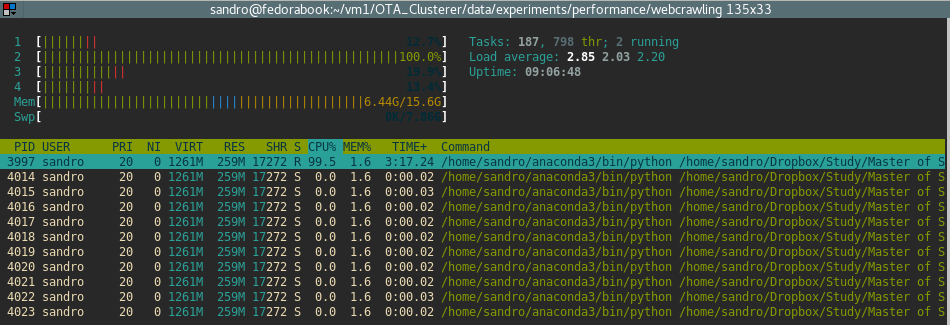 sandro@fedorabook:~/vm1/OTA_Clusterer/data/experiments/performance/webcrawling 135x33
1 [||||||||| 12.7%] Tasks: 187, 798 thr; 2 running
2 [|||||||||||||||||||||||||||||||||||||||||||||||||||100.0%] Load average: 2.85 2.03 2.20
3 [|||||||||||| 19.9%] Uptime: 09:06:48
4 [||||||||| 13.4%]
Mem[||||||||||||||||||||||||||||||||||||||||||||||6.44G/15.6G]
Swp[ 0K/7.86G]
PID USER PRI NI VIRT RES SHR S CPU% MEM% TIME+ Command
3997 sandro 20 0 1261M 259M 17272 R 99.5 1.6 3:17.24 /home/sandro/anaconda3/bin/python /home/sandro/Dropbox/Study/Master of S
4014 sandro 20 0 1261M 259M 17272 S 0.0 1.6 0:00.02 /home/sandro/anaconda3/bin/python /home/sandro/Dropbox/Study/Master of S
4015 sandro 20 0 1261M 259M 17272 S 0.0 1.6 0:00.03 /home/sandro/anaconda3/bin/python /home/sandro/Dropbox/Study/Master of S
4016 sandro 20 0 1261M 259M 17272 S 0.0 1.6 0:00.02 /home/sandro/anaconda3/bin/python /home/sandro/Dropbox/Study/Master of S
4017 sandro 20 0 1261M 259M 17272 S 0.0 1.6 0:00.02 /home/sandro/anaconda3/bin/python /home/sandro/Dropbox/Study/Master of S
4018 sandro 20 0 1261M 259M 17272 S 0.0 1.6 0:00.02 /home/sandro/anaconda3/bin/python /home/sandro/Dropbox/Study/Master of S
4019 sandro 20 0 1261M 259M 17272 S 0.0 1.6 0:00.02 /home/sandro/anaconda3/bin/python /home/sandro/Dropbox/Study/Master of S
4020 sandro 20 0 1261M 259M 17272 S 0.0 1.6 0:00.02 /home/sandro/anaconda3/bin/python /home/sandro/Dropbox/Study/Master of S
4021 sandro 20 0 1261M 259M 17272 S 0.0 1.6 0:00.02 /home/sandro/anaconda3/bin/python /home/sandro/Dropbox/Study/Master of S
4022 sandro 20 0 1261M 259M 17272 S 0.0 1.6 0:00.03 /home/sandro/anaconda3/bin/python /home/sandro/Dropbox/Study/Master of S
4023 sandro 20 0 1261M 259M 17272 S 0.0 1.6 0:00.02 /home/sandro/anaconda3/bin/python /home/sandro/Dropbox/Study/Master of S